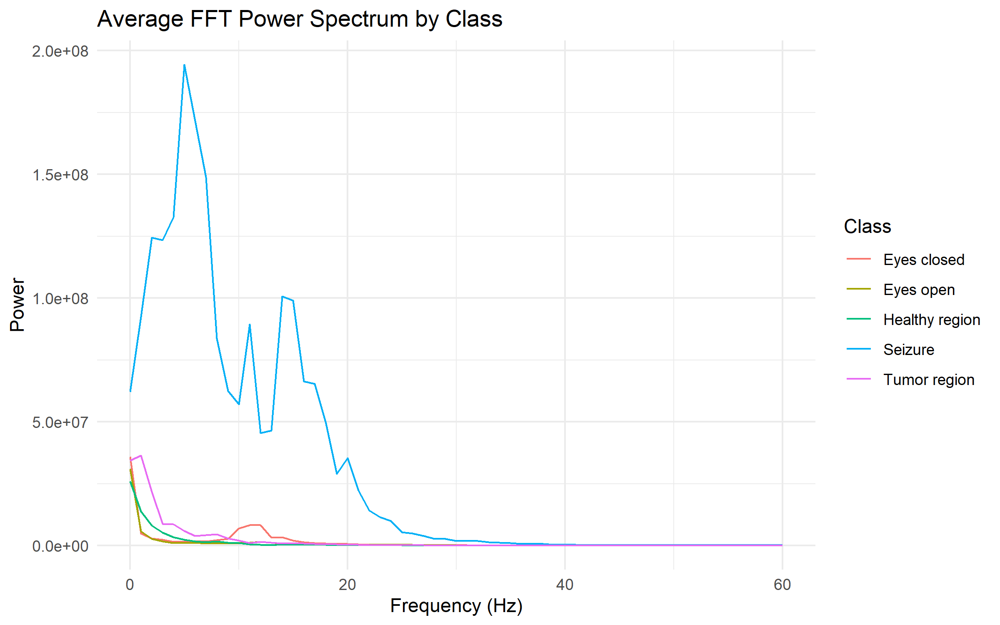 Average FFT Power Spectrum by Class
2.0e+08
1.5e+08
1.0e+08
5.0e+07
0.0e+00
Power
0
20
40
60
Frequency (Hz)
Class
Eyes closed
Eyes open
Healthy region
Seizure
Tumor region